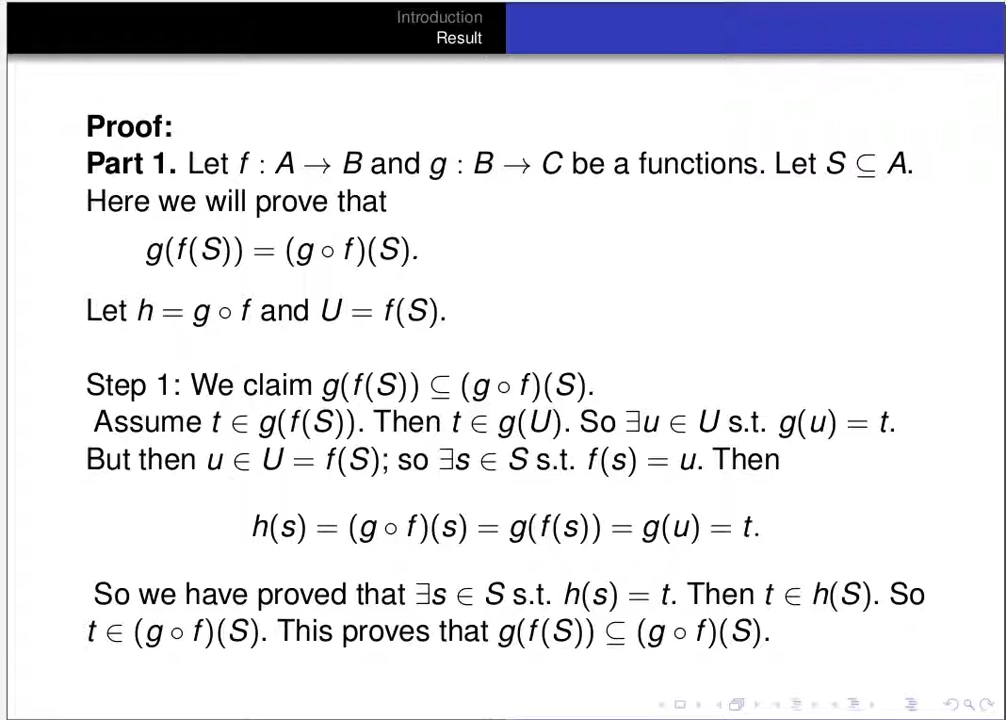 Introduction
Result
Proof:
Part 1. Let f : A → B and g : B → C be a functions. Let S ⊆ A.
Here we will prove that
g(f(S)) = (g ∘ f)(S).
Let h = g ∘ f and U = f(S).
Step 1: We claim g(f(S)) ⊆ (g ∘ f)(S).
Assume t ∈ g(f(S)). Then t ∈ g(U). So ∃u ∈ U s.t. g(u) = t.
But then u ∈ U = f(S); so ∃s ∈ S s.t. f(s) = u. Then
h(s) = (g ∘ f)(s) = g(f(s)) = g(u) = t.
So we have proved that ∃s ∈ S s.t. h(s) = t. Then t ∈ h(S). So
t ∈ (g ∘ f)(S). This proves that g(f(S)) ⊆ (g ∘ f)(S).